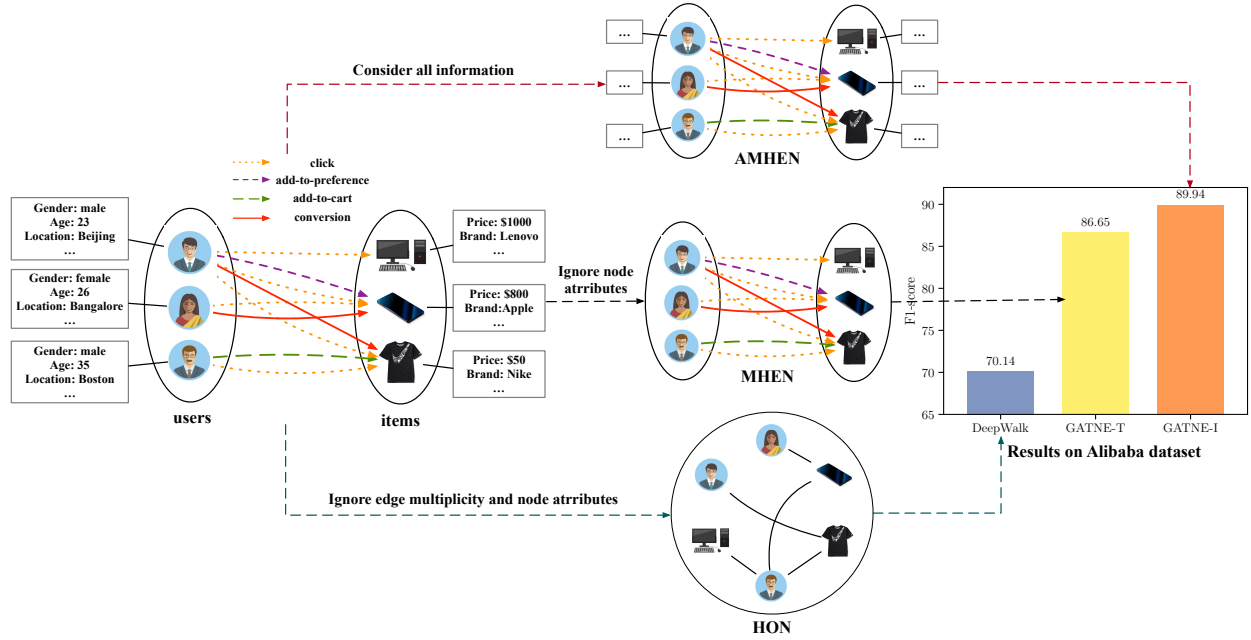 ...
...
...
...
...
...
Consider all information
AMHEN
click
add-to-preference
add-to-cart
conversion
Gender: male
Age: 23
Location: Beijing
...
Gender: female
Age: 26
Location: Bangalore
...
Gender: male
Age: 35
Location: Boston
...
users
items
Price: $1000
Brand: Lenovo
...
Price: $800
Brand:Apple
...
Price: $50
Brand: Nike
...
Ignore node
atrributes
MHEN
F1-score
90
85
80
75
70
65
70.14
86.65
89.94
DeepWalk
GATNE-T
GATNE-I
Results on Alibaba dataset
Ignore edge multiplicity and node atrributes
HON